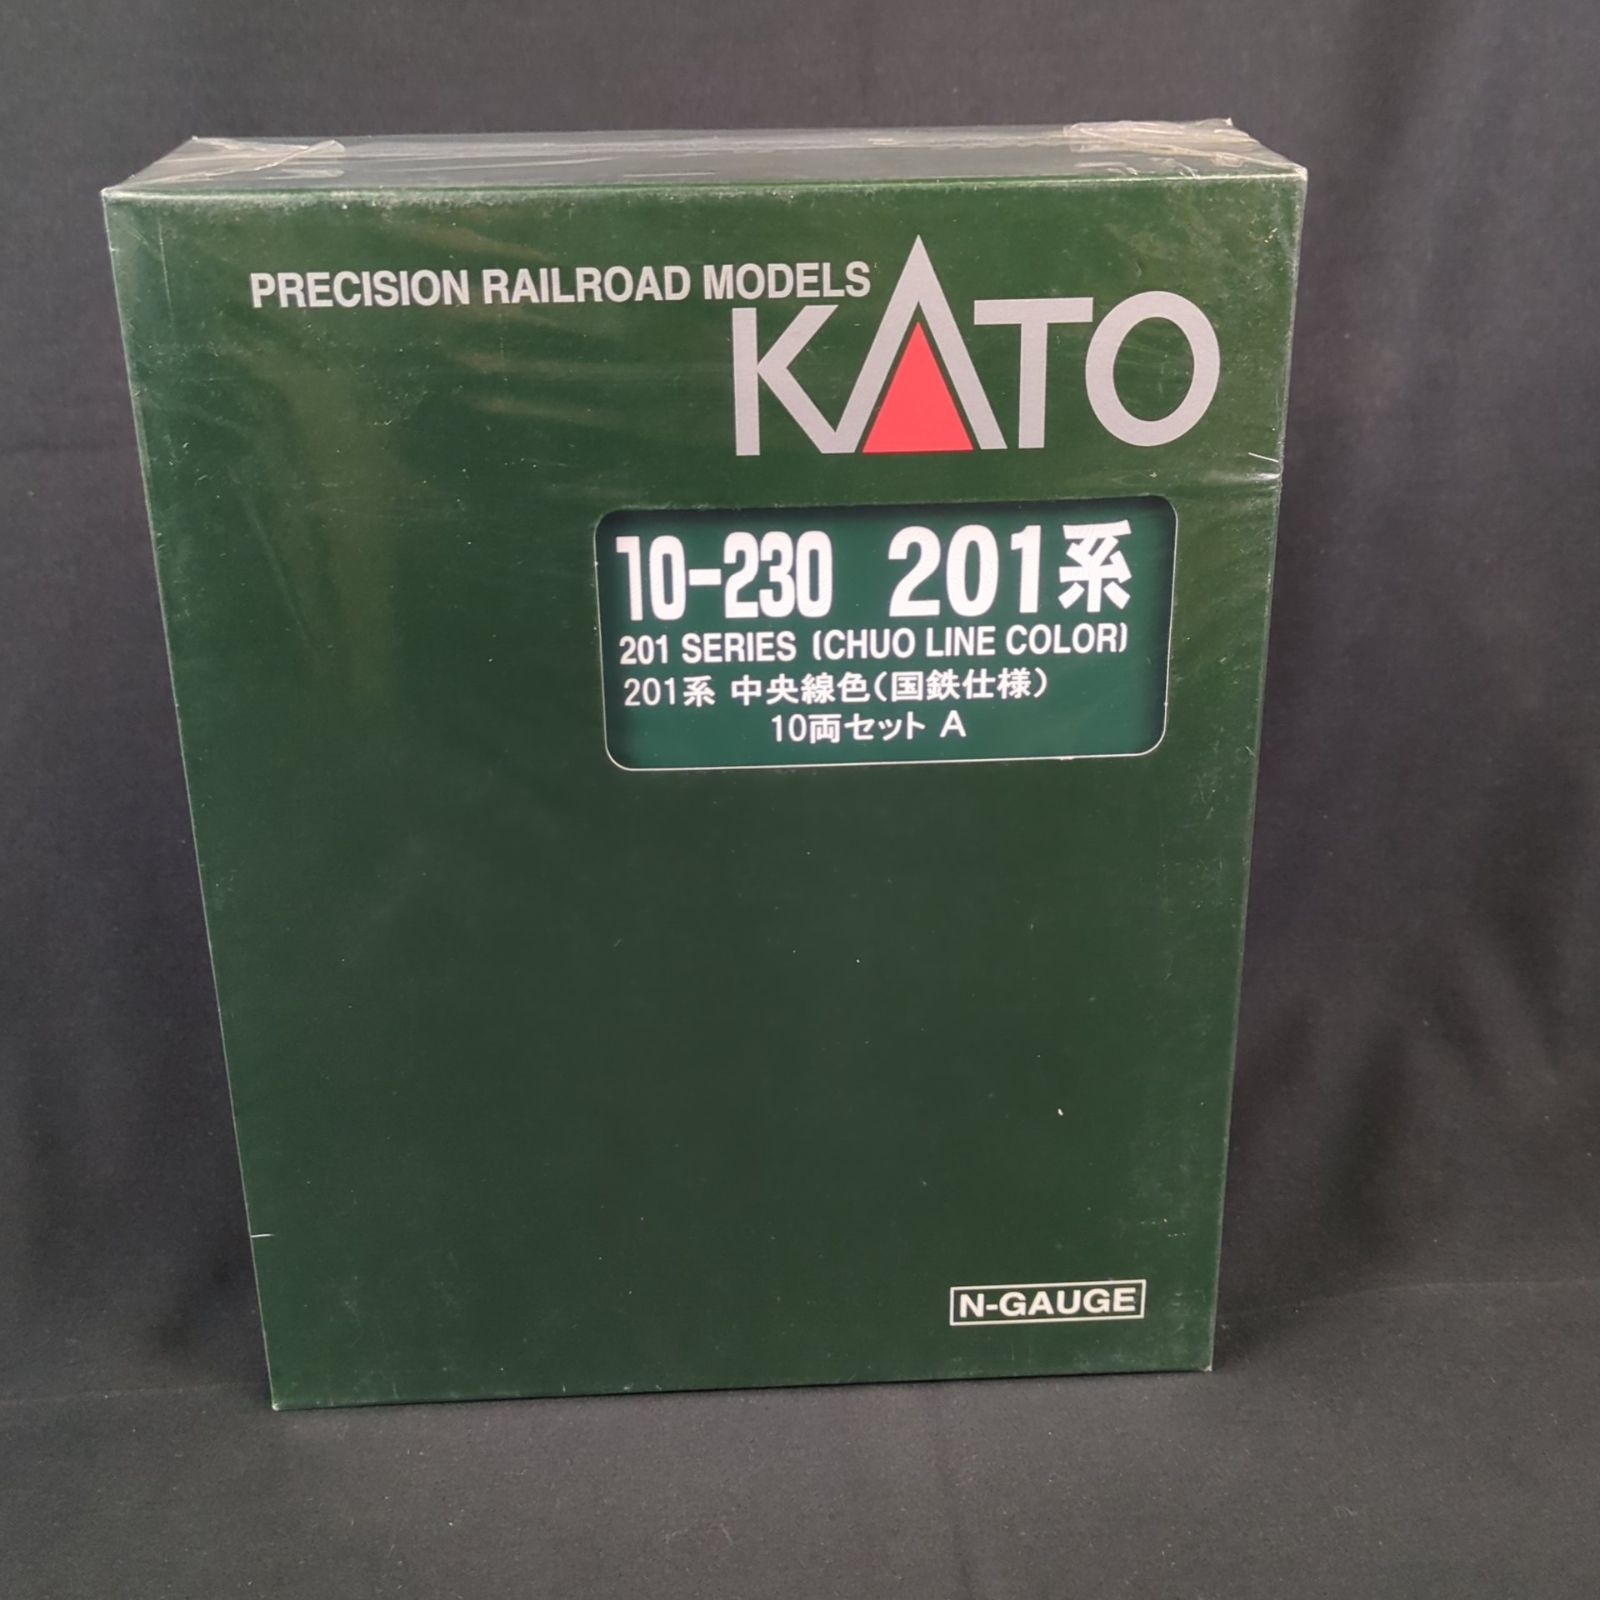 PRECISION RAILROAD MODELS
KATO
10-230 201系
201 SERIES (CHUO LINE COLOR)
201系 中央線色(国鉄仕様)
10両セット A
N-GAUGE